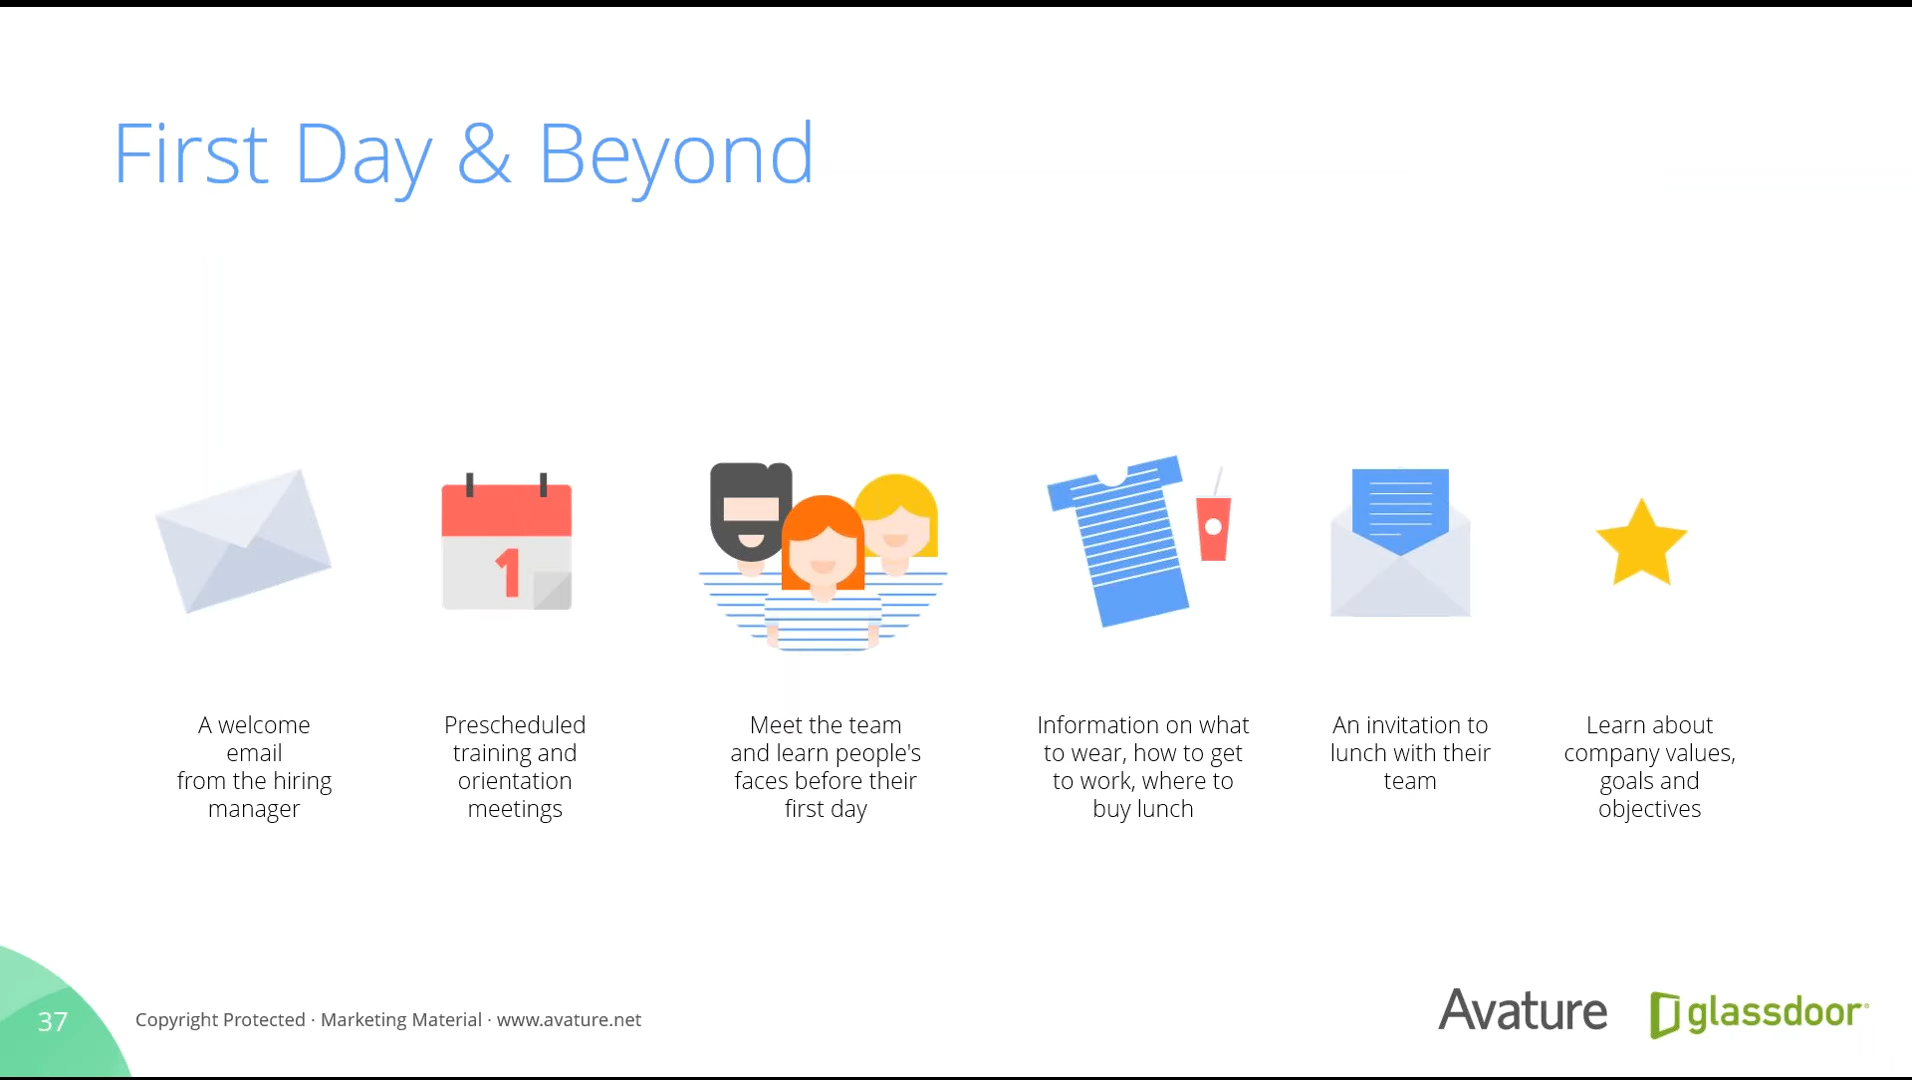 First Day & Beyond
1
A welcome
email
from the hiring
manager
Prescheduled
training and
orientation
meetings
Meet the team
and learn people's
faces before their
first day
Information on what
to wear, how to get
to work, where to
buy lunch
An invitation to
lunch with their
team
Learn about
company values,
goals and
objectives
37
Copyright Protected · Marketing Material · www.avature.net
Avature
glassdoor